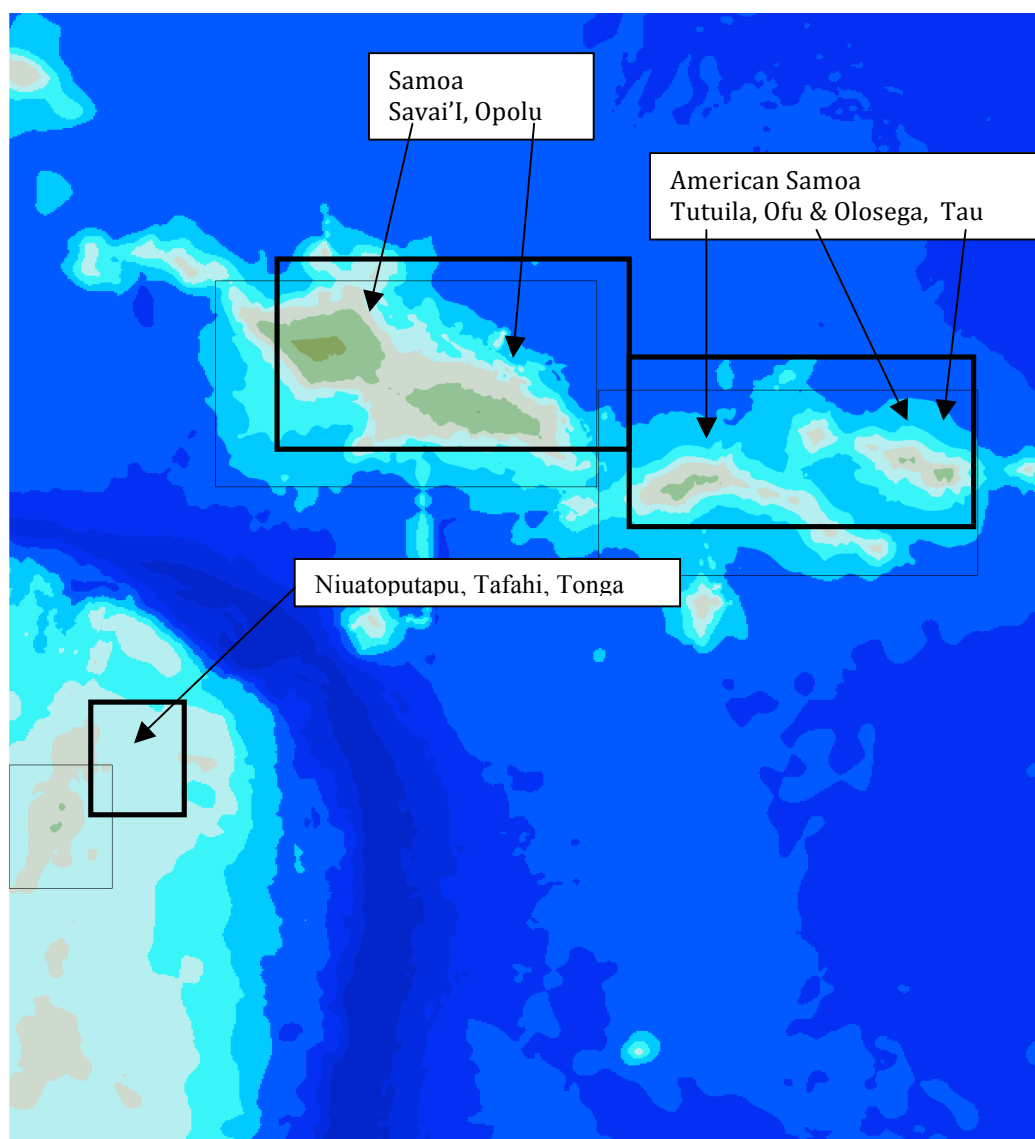 Samoa
Savai’I, Opolu
American Samoa
Tutuila, Ofu & Olosega, Tau
Niuatoputapu, Tafahi, Tonga